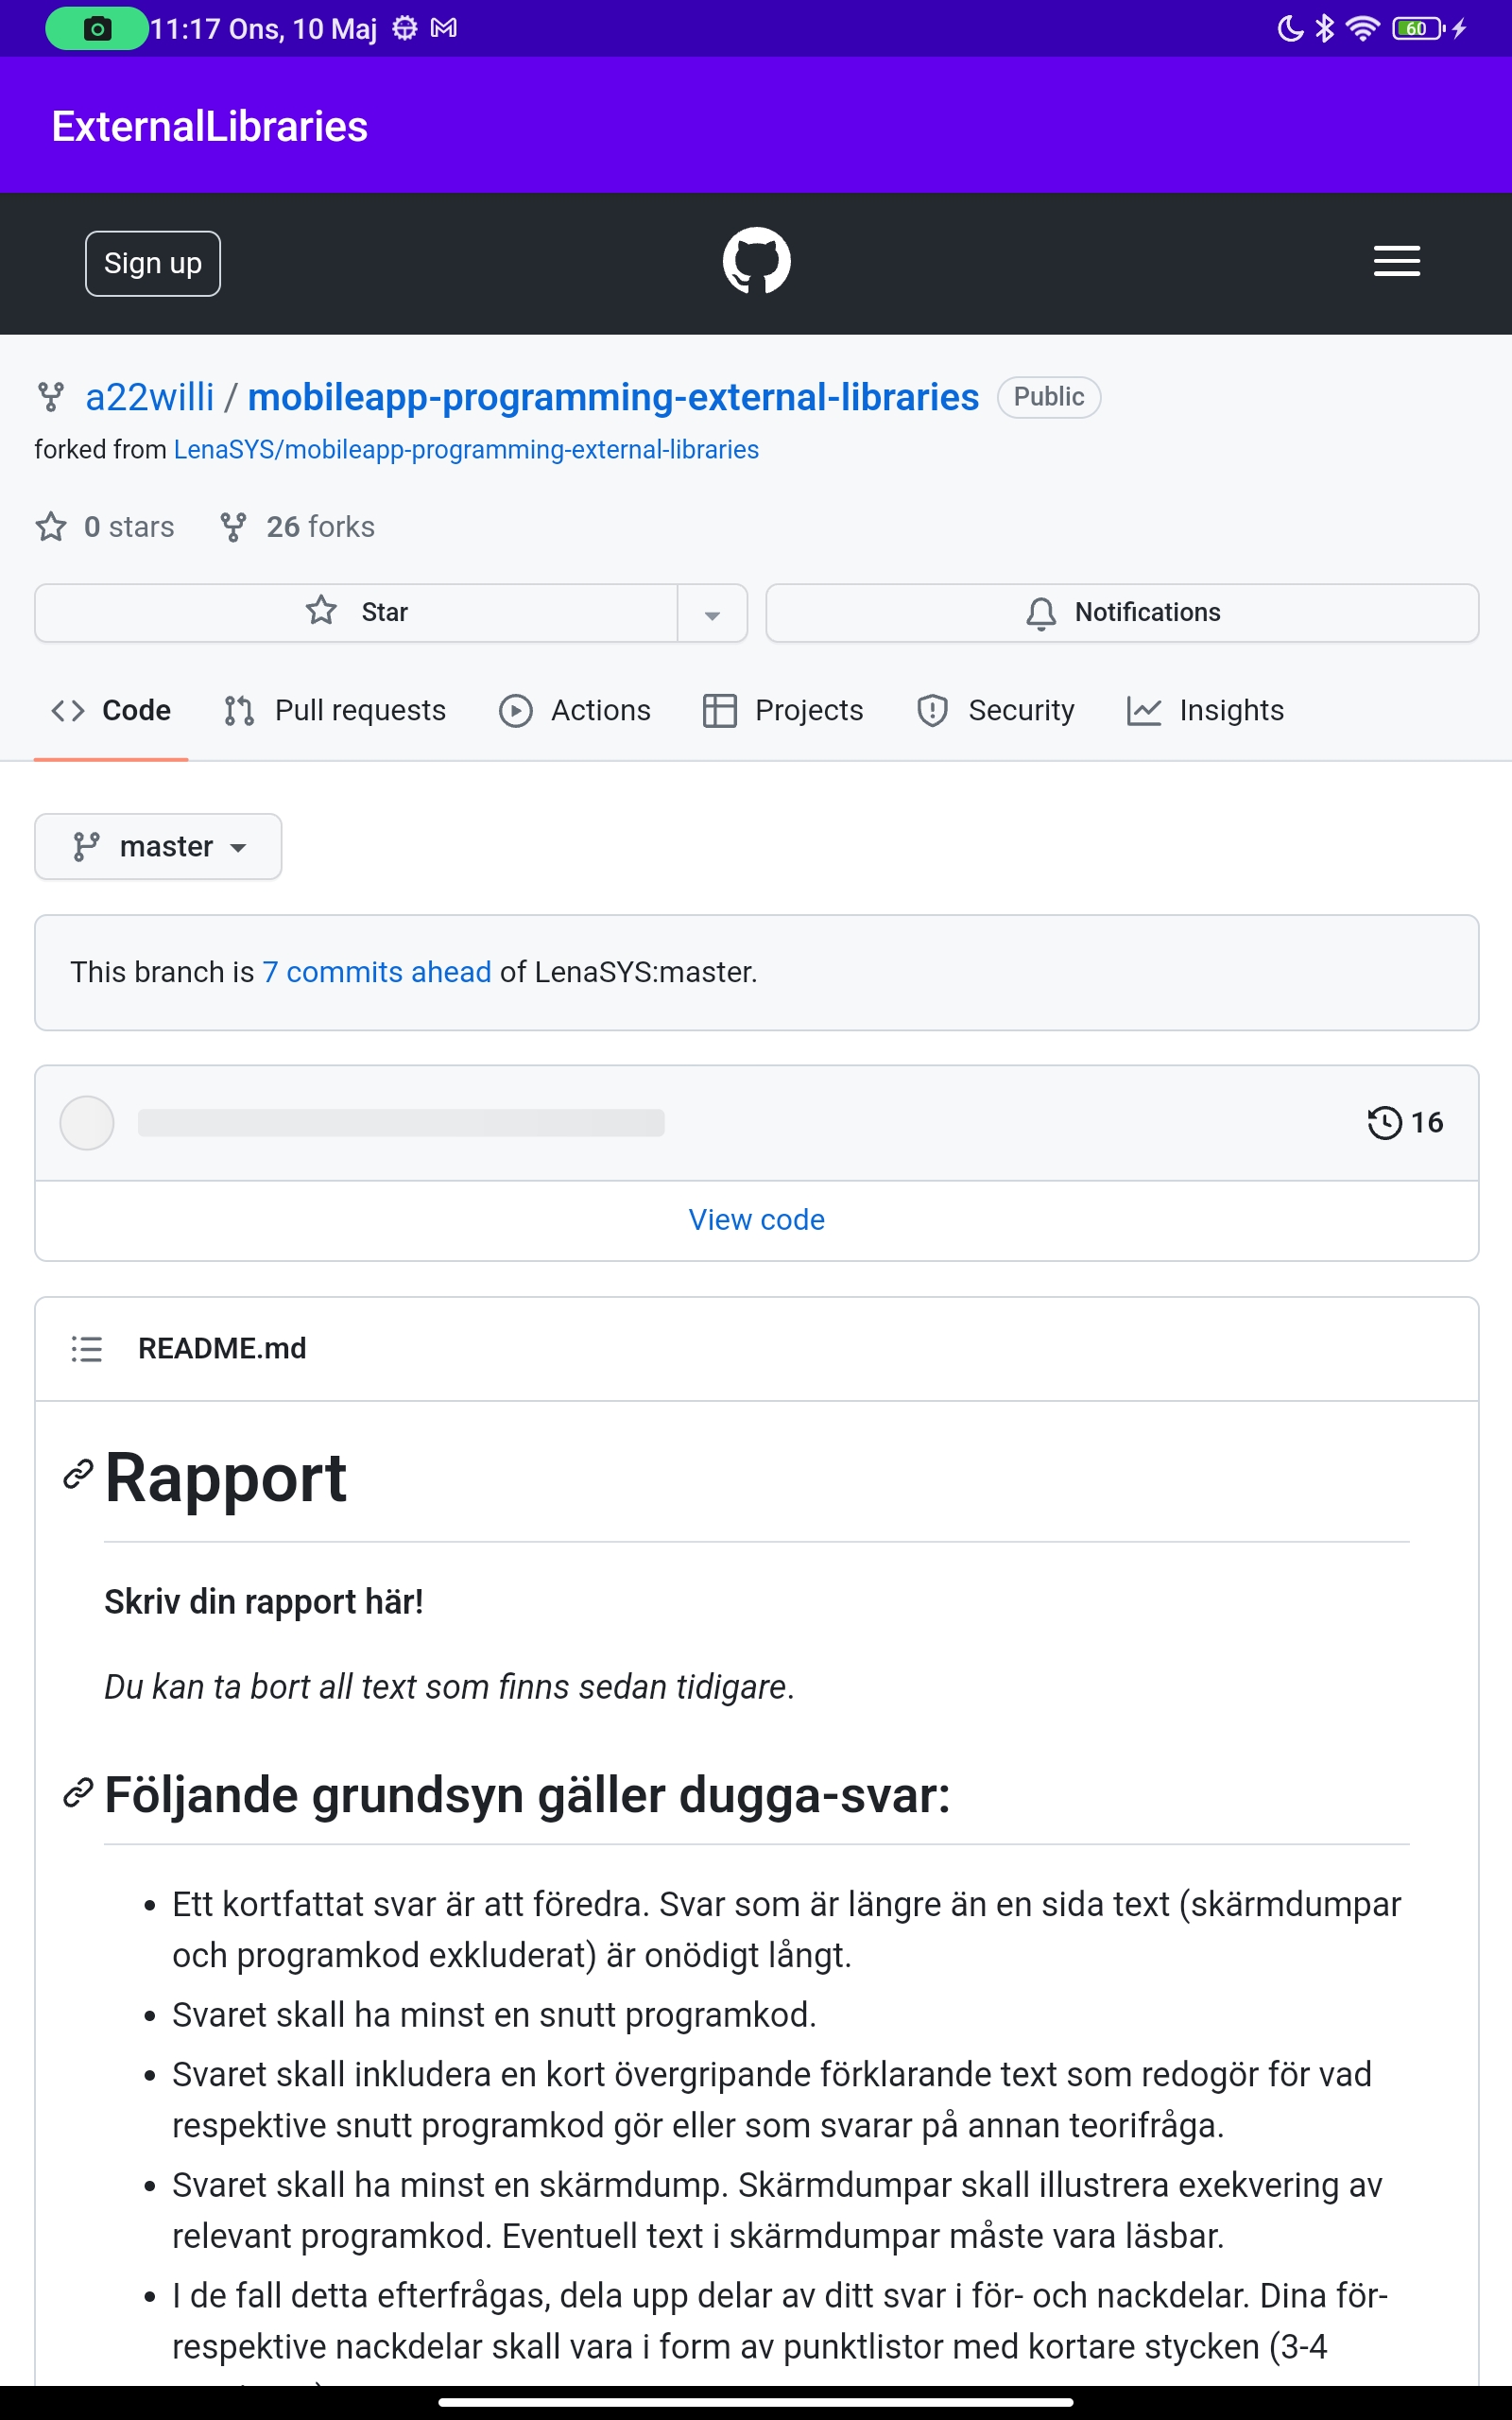 11:17 Ons, 10 Maj
60
ExternalLibraries
Sign up
a22willi / mobileapp-programming-external-libraries Public
forked from LenaSYS/mobileapp-programming-external-libraries
0 stars 26 forks
Star Notifications
Code Pull requests Actions Projects Security Insights
master
This branch is 7 commits ahead of LenaSYS:master.
16
View code
README.md
Rapport
Skriv din rapport här!
Du kan ta bort all text som finns sedan tidigare.
Följande grundsyn gäller dugga-svar:
• Ett kortfattat svar är att föredra. Svar som är längre än en sida text (skärmdumpar
och programkod exkluderat) är onödigt långt.
• Svaret skall ha minst en snutt programkod.
• Svaret skall inkludera en kort övergripande förklarande text som redogör för vad
respektive snutt programkod gör eller som svarar på annan teorifråga.
• Svaret skall ha minst en skärmdump. Skärmdumpar skall illustrera exekvering av
relevant programkod. Eventuell text i skärmdumpar måste vara läsbar.
• I de fall detta efterfrågas, dela upp delar av ditt svar i för- och nackdelar. Dina för-
respektive nackdelar skall vara i form av punktlistor med kortare stycken (3-4